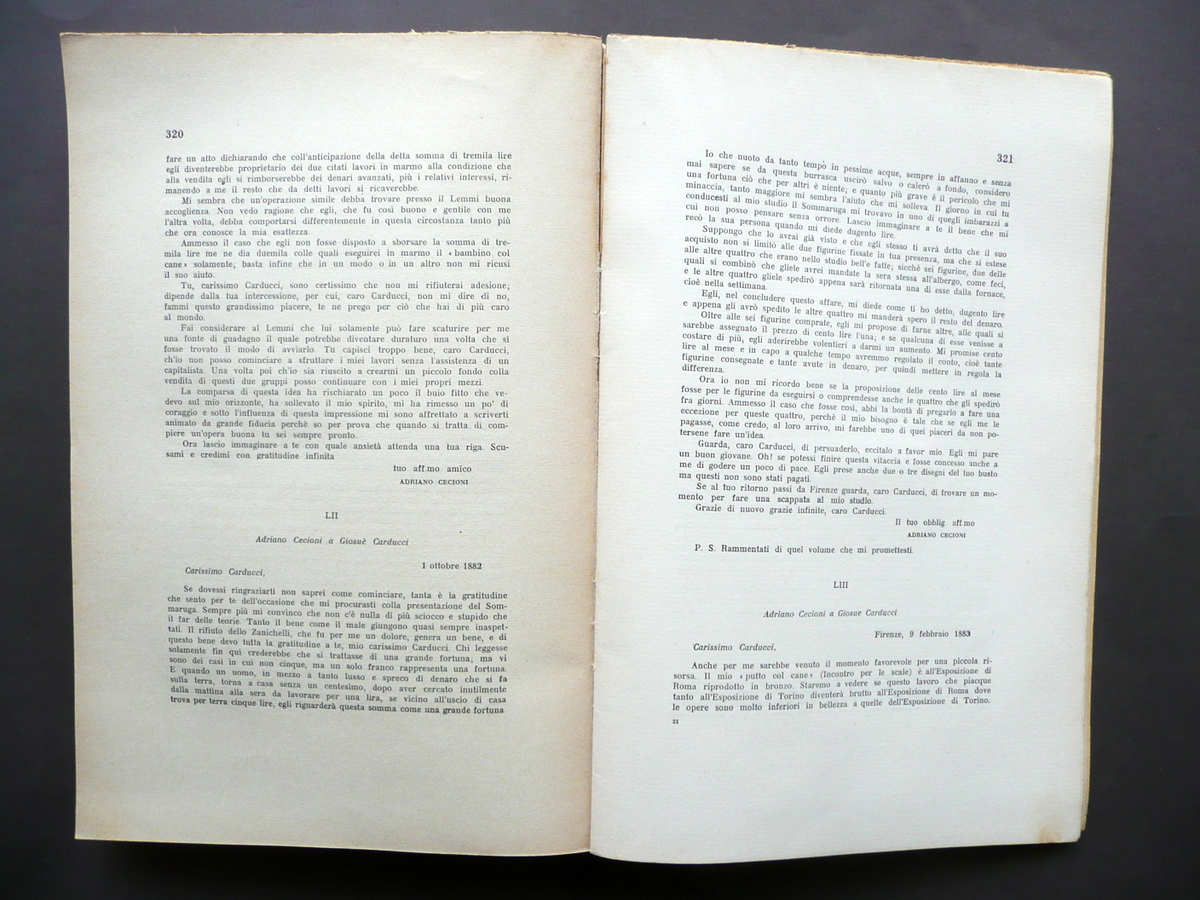 320
fare un atto dichiarando che coll'anticipazione della detta somma di tremila lire
egli diventerebbe proprietario dei due citati lavori in marmo alla condizione che
alla vendita egli si rimborserebbe dei denari avanzati, più i relativi interessi, ri-
manendo a me il resto che da detti lavori si ricaverebbe.
Mi sembra che un'operazione simile debba trovare presso il Lemmi buona
accoglienza. Non vedo ragione che egli, che fu così buono e gentile con me
l'altra volta, debba comportarsi differentemente in questa circostanza tanto più
che ora conosce la mia esattezza.
Ammesso il caso che egli non fosse disposto a sborsare la somma di tre-
mila lire me ne dia duemila colle quali eseguirei in marmo il «bambino col
cane» solamente; basta infine che in un modo o in un altro non mi ricusi
il suo aiuto.
Tu, carissimo Carducci, sono certissimo che non mi rifiuterai adesione;
dipende dalla tua intercessione, per cui, caro Carducci, non mi dire di no,
fammi questo grandissimo piacere, te ne prego per ciò che hai di più caro
al mondo.
Fai considerare al Lemmi che lui solamente può fare scaturire per me
una fonte di guadagno il quale potrebbe diventare duraturo una volta che si
fosse trovato il modo di avviarlo. Tu capisci troppo bene, caro Carducci,
ch'io non posso cominciare a sfruttare i miei lavori senza l'assistenza di un
capitalista. Una volta poi ch'io sia riuscito a crearmi un piccolo fondo colla
vendita di questi due gruppi posso continuare con i miei propri mezzi.
La comparsa di questa idea ha rischiarato un poco il buio fitto che ve-
devo sul mio orizzonte, ha sollevato il mio spirito, mi ha rimesso un po' di
coraggio e sotto l'influenza di questa impressione mi sono affrettato a scriverti
animato da grande fiducia perchè so per prova che quando si tratta di com-
piere un'opera buona tu sei sempre pronto.
Ora lascio immaginare a te con quale ansietà attenda una tua riga. Scu-
sami e credimi con gratitudine infinita
tuo aff.mo amico
ADRIANO CECIONI
LII
Adriano Cecioni a Giosuè Carducci
1 ottobre 1882
Carissimo Carducci,
Se dovessi ringraziarti non saprei come cominciare, tanta è la gratitudine
che sento per te dell'occasione che mi procurasti colla presentazione del Som-
maruga. Sempre più mi convinco che non c'è nulla di più sciocco e stupido che
il far delle teorie. Tanto il bene come il male giungono quasi sempre inaspet-
tati. Il rifiuto dello Zanichelli, che fu per me un dolore, genera un bene, e di
questo bene devo tutta la gratitudine a te, mio carissimo Carducci. Chi leggesse
solamente fin quì crederebbe che si trattasse di una grande fortuna; ma vi
sono dei casi in cui non cinque, ma un solo franco rappresenta una fortuna.
E quando un uomo, in mezzo a tanto lusso e spreco di denaro che si fa
sulla terra, torna a casa senza un centesimo, dopo aver cercato inutilmente
dalla mattina alla sera da lavorare per una lira, se vicino all'uscio di casa
trova per terra cinque lire, egli riguarderà questa somma come una grande fortuna
321
Io che nuoto da tanto tempo in pessime acque, sempre in affanno e senza
mai sapere se da questa burrasca uscirò salvo o calerò a fondo, considero
una fortuna ciò che per altri è niente; e quanto più grave è il pericolo che mi
minaccia, tanto maggiore mi sembra l'aiuto che mi solleva. Il giorno in cui tu
conducesti al mio studio il Sommaruga mi trovavo in uno di quegli imbarazzi a
cui non posso pensare senza orrore. Lascio immaginare a te il bene che mi
recò la sua persona quando mi diede dugento lire.
Suppongo che lo avrai già visto e che egli stesso ti avrà detto che il suo
acquisto non si limitò alle due figurine fissate in tua presenza, ma che si estese
alle altre quattro che erano nello studio bell'e fatte; sicchè sei figurine, due delle
quali si combinò che gliele avrei mandate la sera stessa all'albergo, come feci,
e le altre quattro gliele spedirò appena sarà ritornata una di esse dalla fornace,
cioè nella settimana.
Egli, nel concludere questo affare, mi diede come ti ho detto, dugento lire
e appena gli avrò spedito le altre quattro mi manderà spero il resto del denaro.
Oltre alle sei figurine comprate, egli mi propose di farne altre, alle quali si
sarebbe assegnato il prezzo di cento lire l'una, e se qualcuna di esse venisse a
costare di più, egli aderirebbe volentieri a darmi un aumento. Mi promise cento
lire al mese e in capo a qualche tempo avremmo regolato il conto, cioè tante
figurine consegnate e tante avute in denaro, per quindi mettere in regola la
differenza.
Ora io non mi ricordo bene se la proposizione delle cento lire al mese
fosse per le figurine da eseguirsi o comprendesse anche le quattro che gli spedirò
fra giorni. Ammesso il caso che fosse così, abbi la bontà di pregarlo a fare una
eccezione per queste quattro, perchè il mio bisogno è tale che se egli me le
pagasse, come credo, al loro arrivo, mi farebbe uno di quei piaceri da non po-
tersene fare un'idea.
Guarda, caro Carducci, di persuaderlo, eccitalo a favor mio. Egli mi pare
un buon giovane. Oh! se potessi finire questa vitaccia e fosse concesso anche a
me di godere un poco di pace. Egli prese anche due o tre disegni del tuo busto
ma questi non sono stati pagati.
Se al tuo ritorno passi da Firenze guarda, caro Carducci, di trovare un mo-
mento per fare una scappata al mio studio.
Grazie di nuovo grazie infinite, caro Carducci.
Il tuo obblig. aff.mo
ADRIANO CECIONI
P. S. Rammentati di quel volume che mi promettesti.
LIII
Adriano Cecioni a Giosue Carducci
Firenze, 9 febbraio 1883
Carissimo Carducci,
Anche per me sarebbe venuto il momento favorevole per una piccola ri-
sorsa. Il mio «putto col cane» (Incontro per le scale) è all'Esposizione di
Roma riprodotto in bronzo. Staremo a vedere se questo lavoro che piacque
tanto all'Esposizione di Torino diventerà brutto all'Esposizione di Roma dove
le opere sono molto inferiori in bellezza a quelle dell'Esposizione di Torino.
21